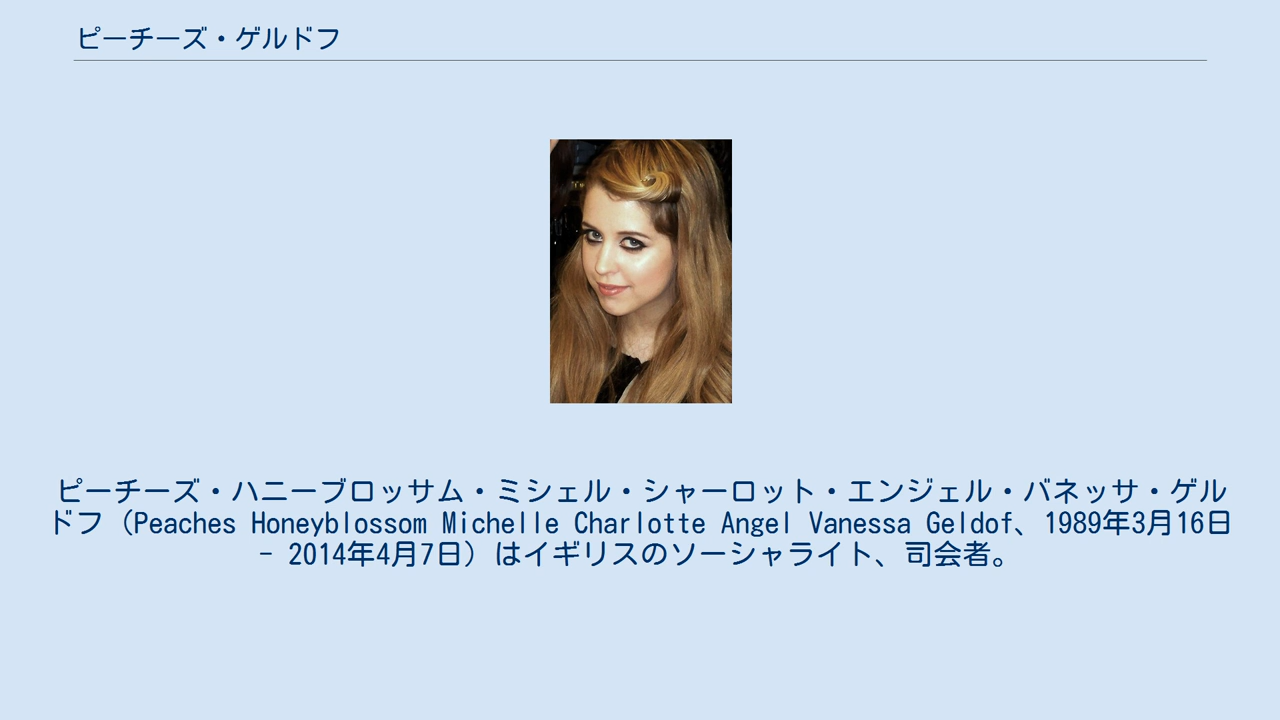 ピーチーズ・ゲルドフ
ピーチーズ・ハニーブロッサム・ミシェル・シャーロット・エンジェル・バネッサ・ゲル
ドフ（Peaches Honeyblossom Michelle Charlotte Angel Vanessa Geldof、1989年3月16日
- 2014年4月7日）はイギリスのソーシャライト、司会者。